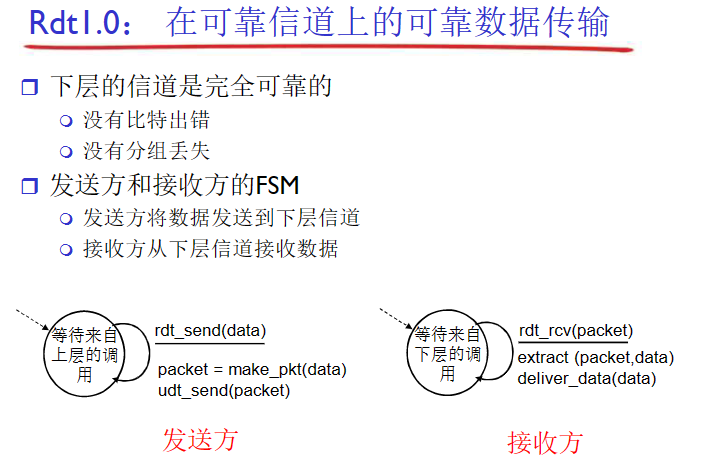 Rdt1.0： 在可靠信道上的可靠数据传输
下层的信道是完全可靠的
没有比特出错
没有分组丢失
发送方和接收方的FSM
发送方将数据发送到下层信道
接收方从下层信道接收数据
等待来自
上层的调
用
rdt_send(data)
packet = make_pkt(data)
udt_send(packet)
发送方
等待来自
下层的调
用
rdt_rcv(packet)
extract (packet,data)
deliver_data(data)
接收方